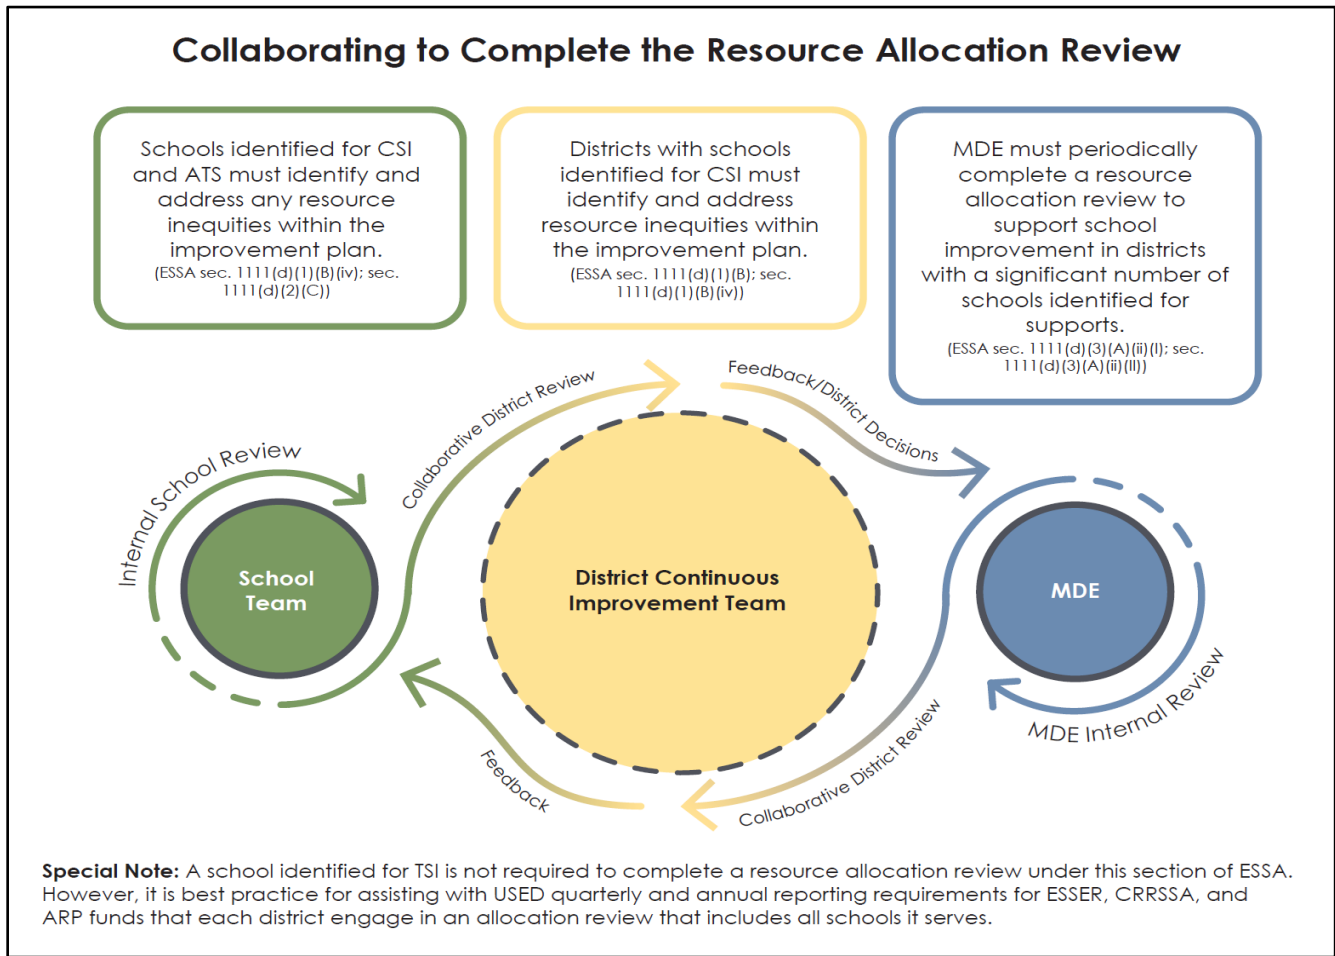 Collaborating to Complete the Resource Allocation Review
Schools identified for CSI
and ATS must identify and
address any resource
inequities within the
improvement plan.
(ESSA sec. 1111(d)(1)(B)(iv); sec.
1111(d)(2)(C))
Districts with schools
identified for CSI must
identify and address
resource inequities within
the improvement plan.
(ESSA sec. 1111(d)(1)(B); sec.
1111(d)(1)(B)(iv))
MDE must periodically
complete a resource
allocation review to
support school
improvement in districts
with a significant number of
schools identified for
supports.
(ESSA sec. 1111(d)(3)(A)(ii)(I); sec.
1111(d)(3)(A)(ii)(II))
Internal School Review
School
Team
Collaborative District Review
Feedback/District Decisions
District Continuous
Improvement Team
MDE
MDE Internal Review
Collaborative District Review
Feedback
Special Note: A school identified for TSI is not required to complete a resource allocation review under this section of ESSA.
However, it is best practice for assisting with USED quarterly and annual reporting requirements for ESSER, CRRSSA, and
ARP funds that each district engage in an allocation review that includes all schools it serves.